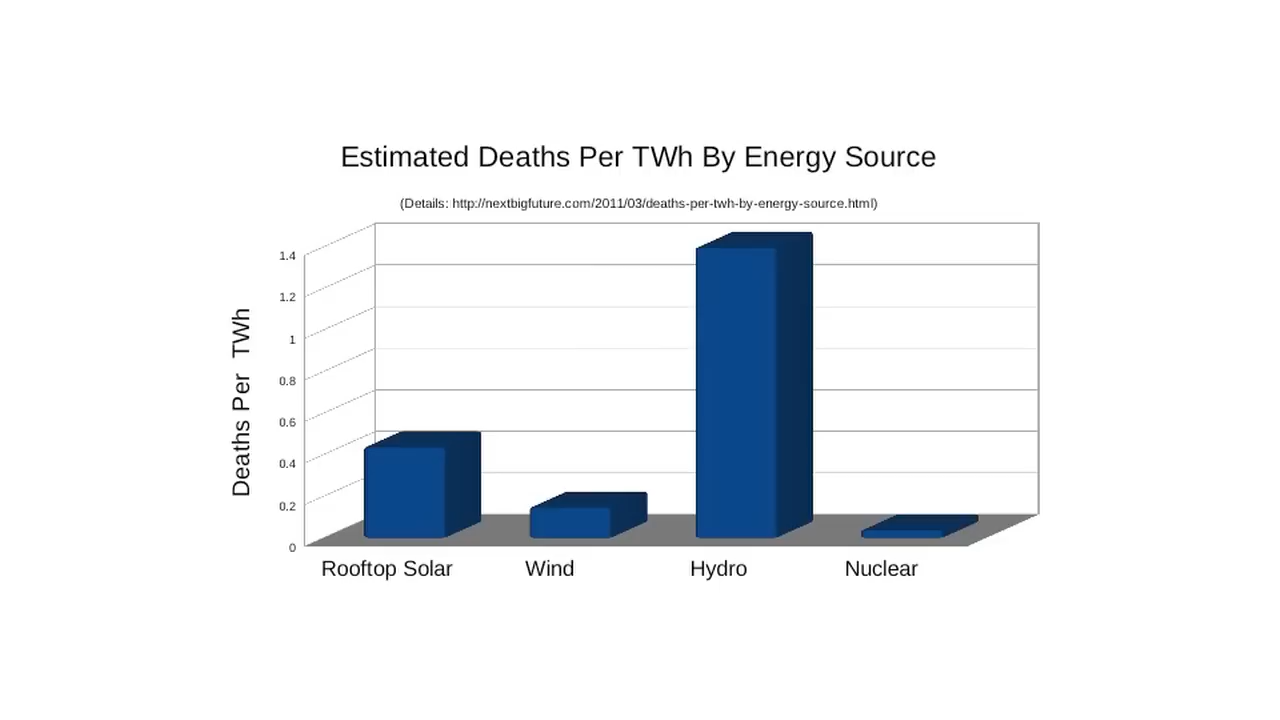 Estimated Deaths Per TWh By Energy Source
(Details: http://nextbigfuture.com/2011/03/deaths-per-twh-by-energy-source.html)
Deaths Per TWh
1.4
1.2
1
0.8
0.6
0.4
0.2
0
Rooftop Solar
Wind
Hydro
Nuclear